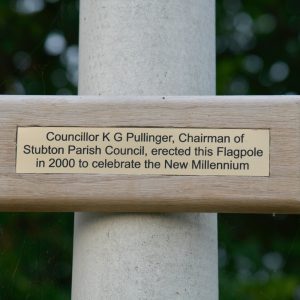 Councillor K G Pullinger, Chairman of
Stubton Parish Council, erected this Flagpole
in 2000 to celebrate the New Millennium